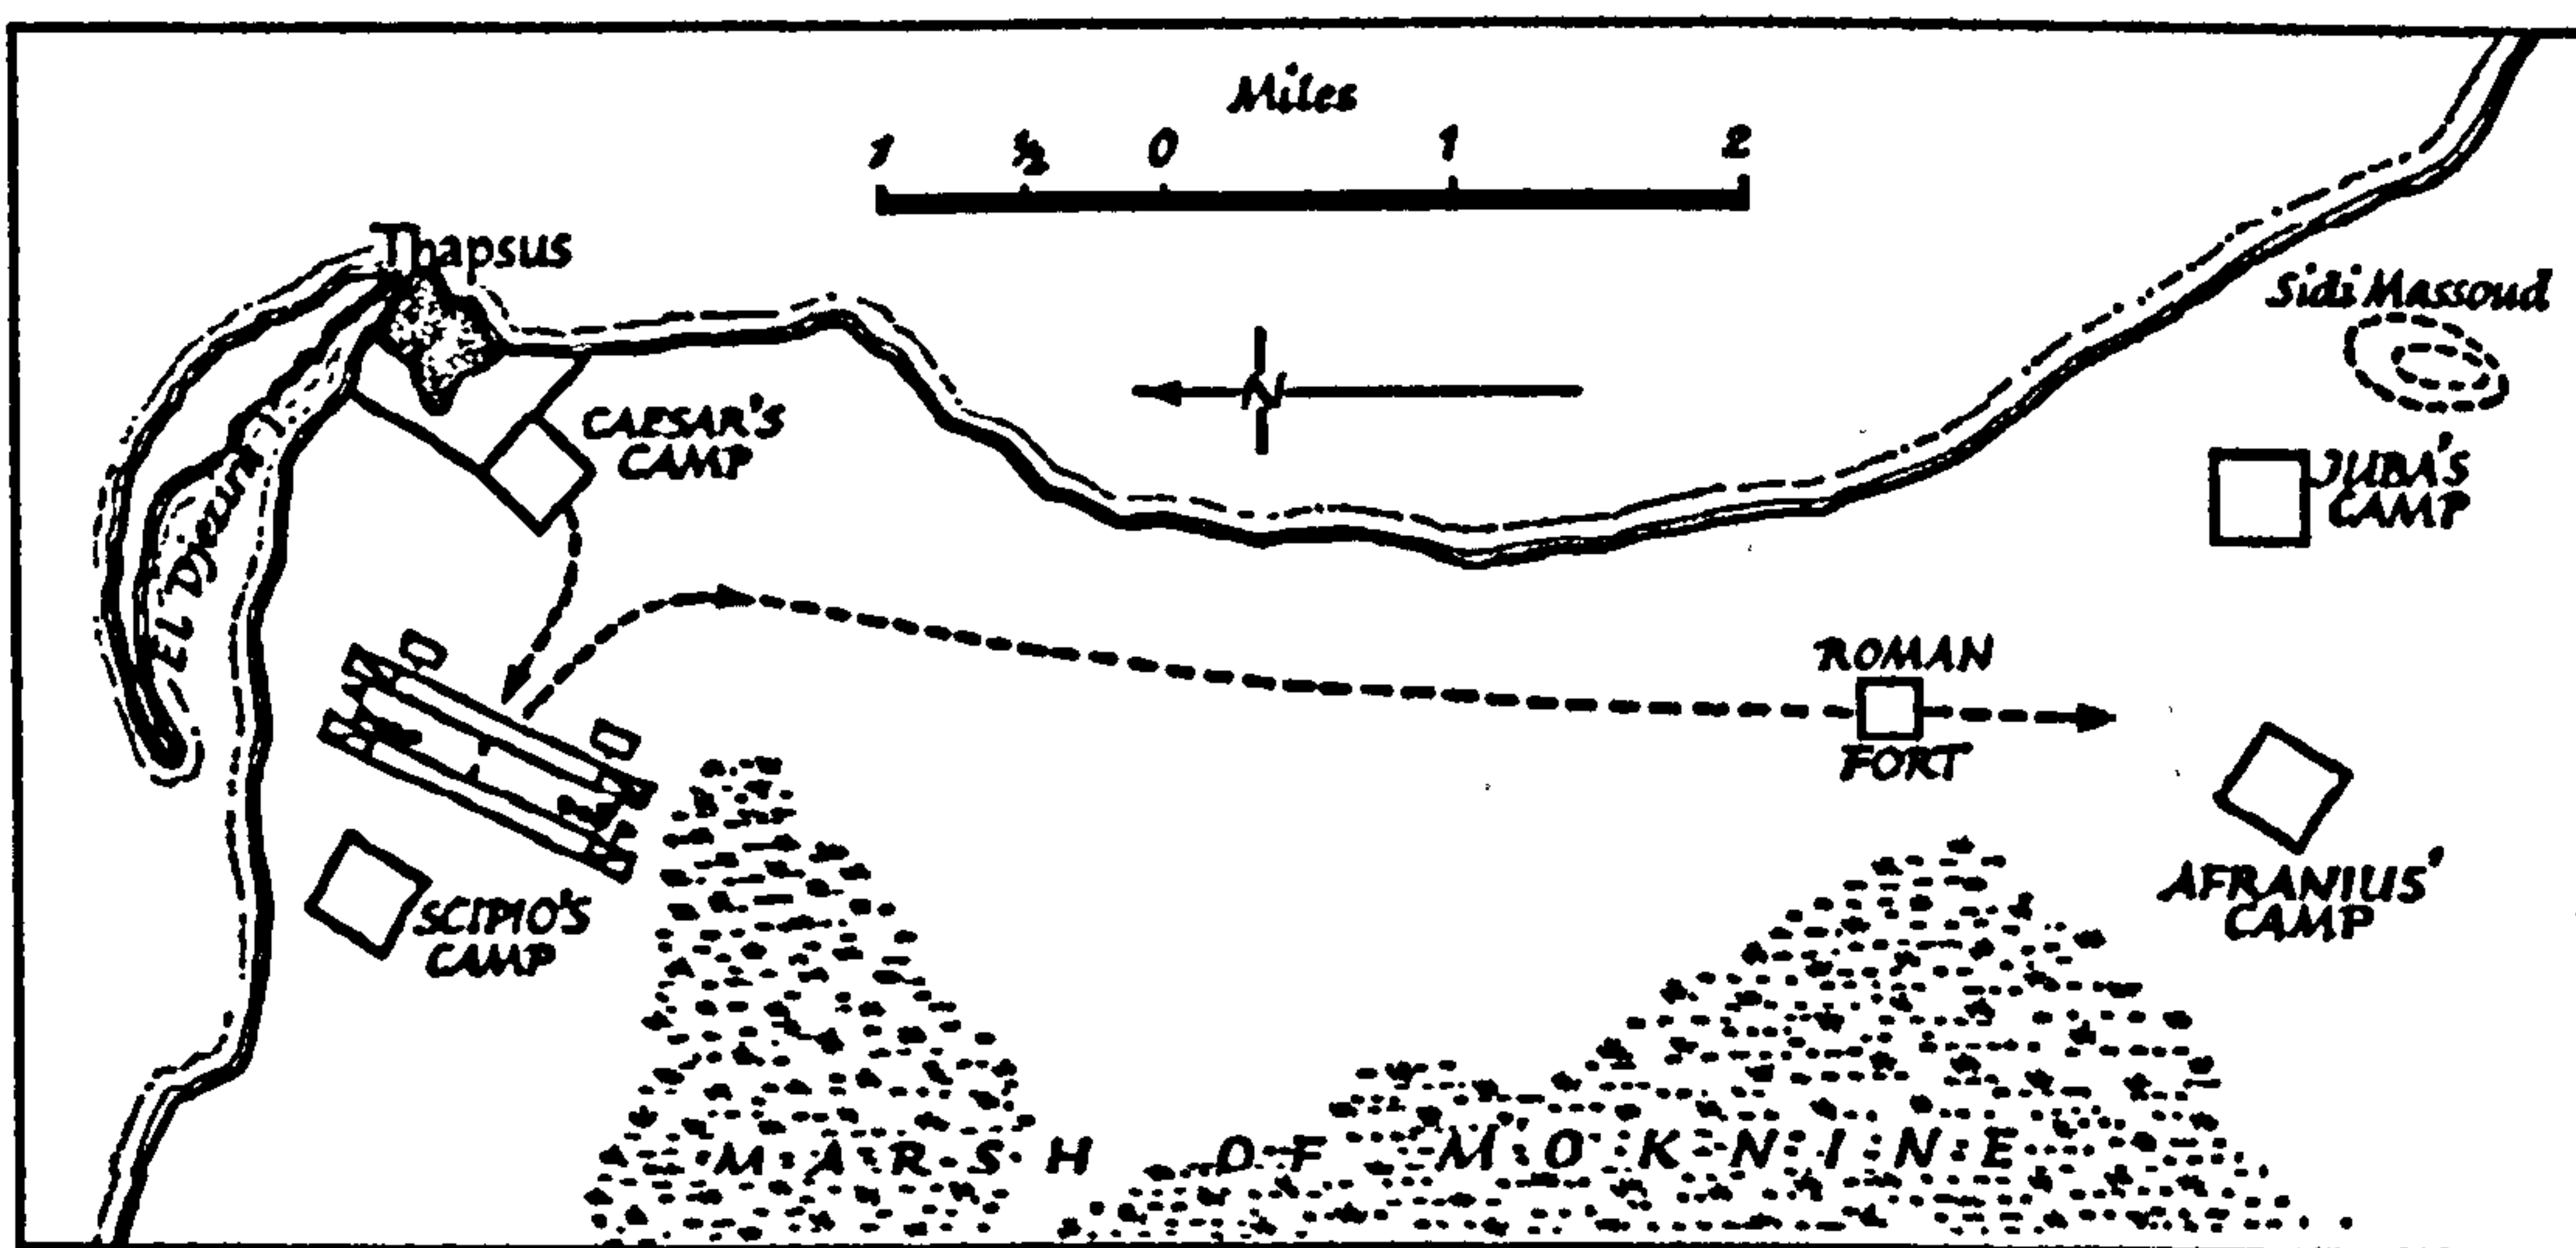 Miles
1 ½ 0 1 2
Thapsus
Sidi Massoud
CAESAR'S
CAMP
N
JUBA'S
CAMP
El Djezira
ROMAN
FORT
SCIPIO'S
CAMP
AFRANIUS'
CAMP
MARSH OF MOKNINE